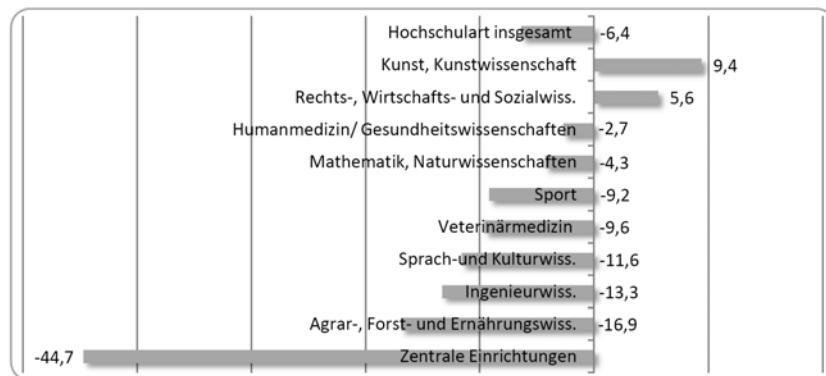 Hochschulart insgesamt -6,4
Kunst, Kunstwissenschaft 9,4
Rechts-, Wirtschafts- und Sozialwiss. 5,6
Humanmedizin/ Gesundheitswissenschaften -2,7
Mathematik, Naturwissenschaften -4,3
Sport -9,2
Veterinärmedizin -9,6
Sprach-und Kulturwiss. -11,6
Ingenieurwiss. -13,3
Agrar-, Forst- und Ernährungswiss. -16,9
-44,7 Zentrale Einrichtungen